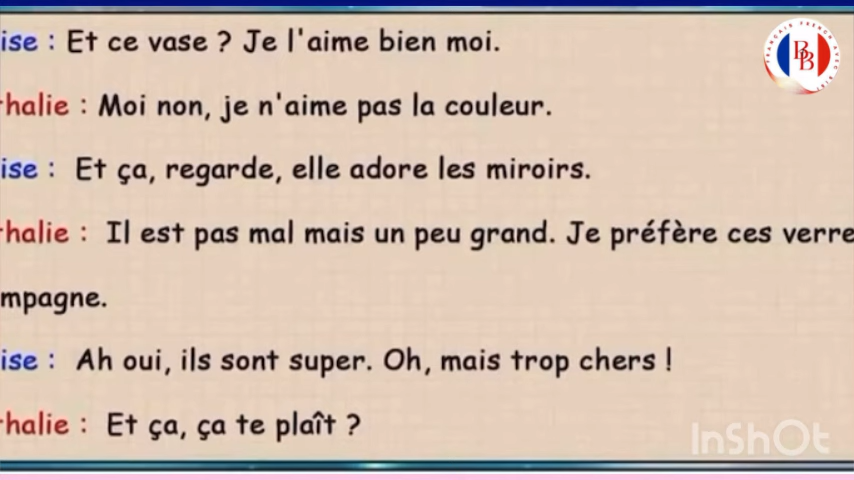 ise : Et ce vase ? Je l'aime bien moi.
halie : Moi non, je n'aime pas la couleur.
ise : Et ça, regarde, elle adore les miroirs.
halie : Il est pas mal mais un peu grand. Je préfère ces verre
mpagne.
ise : Ah oui, ils sont super. Oh, mais trop chers !
halie : Et ça, ça te plaît ?
BB
InShOt